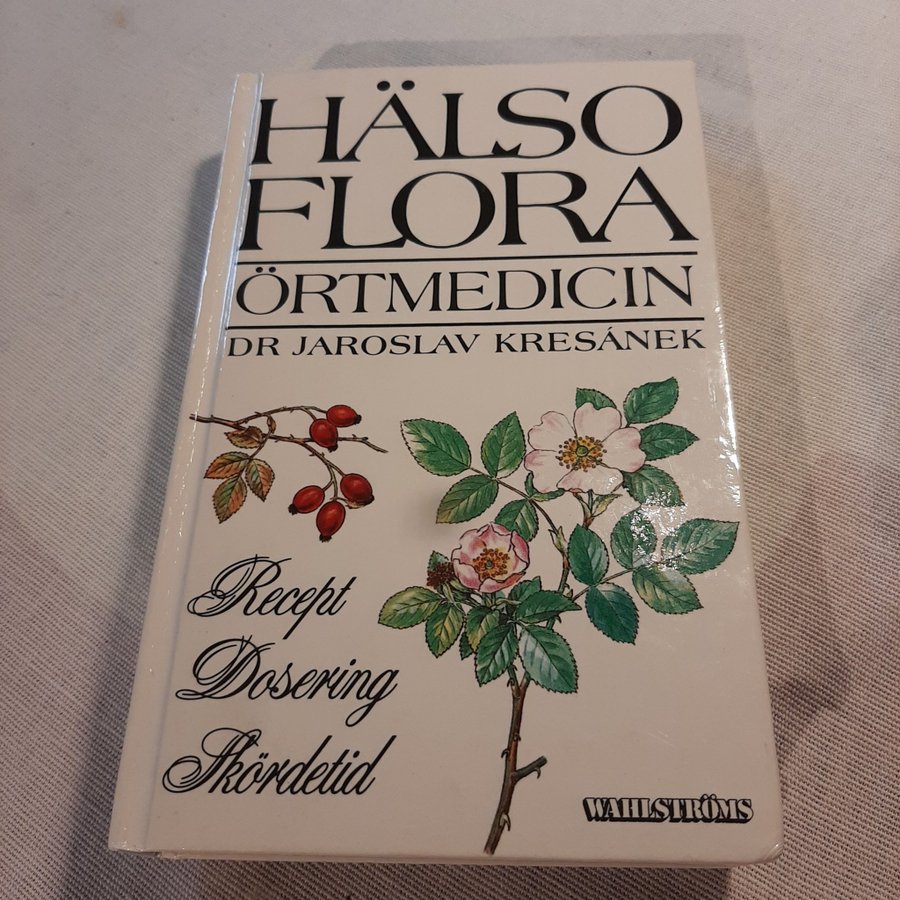 HÄLSO
FLORA
ÖRTMEDICIN
DR JAROSLAV KRESÁNEK
Recept
Dosering
Skördetid
WAHLSTRÖMS